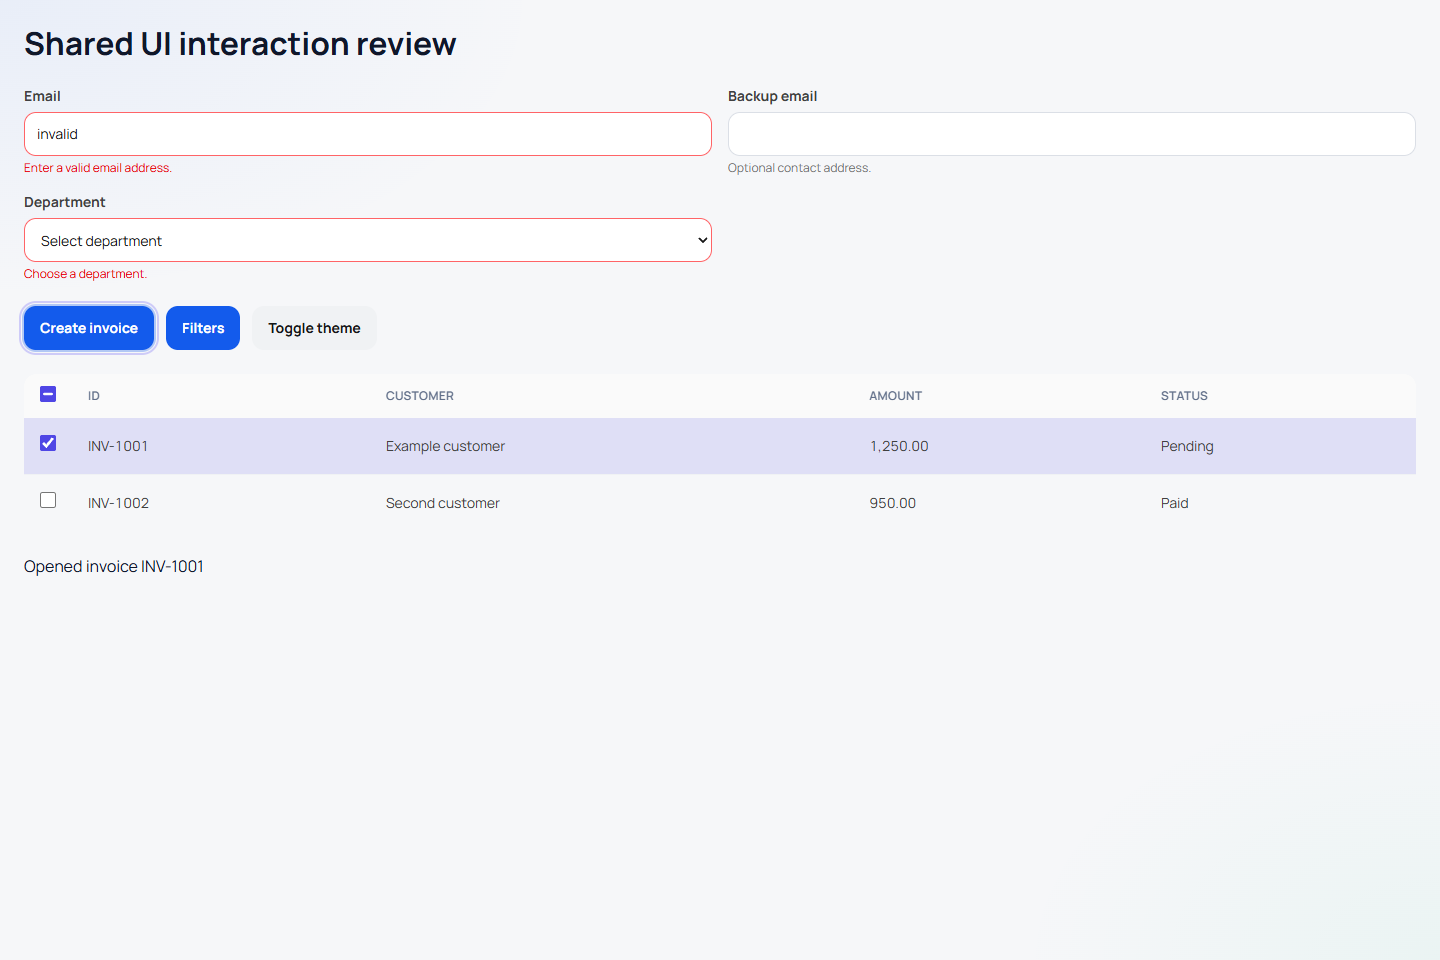 Shared UI interaction review
Email
Backup email
invalid
Enter a valid email address.
Optional contact address.
Department
Select department
Choose a department.
Create invoice
Filters
Toggle theme
ID CUSTOMER AMOUNT STATUS
INV-1001 Example customer 1,250.00 Pending
INV-1002 Second customer 950.00 Paid
Opened invoice INV-1001